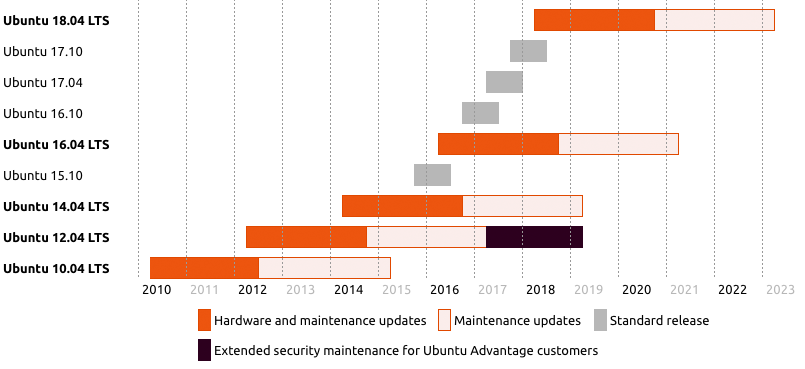 Ubuntu 18.04 LTS
Ubuntu 17.10
Ubuntu 17.04
Ubuntu 16.10
Ubuntu 16.04 LTS
Ubuntu 15.10
Ubuntu 14.04 LTS
Ubuntu 12.04 LTS
Ubuntu 10.04 LTS
2010 2011 2012 2013 2014 2015 2016 2017 2018 2019 2020 2021 2022 2023
Hardware and maintenance updates Maintenance updates Standard release
Extended security maintenance for Ubuntu Advantage customers